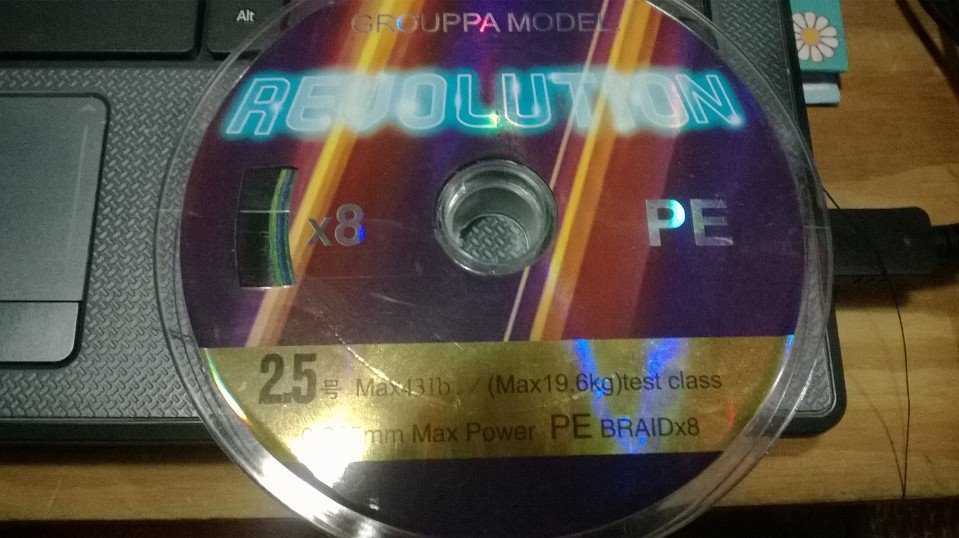 Alt
GROUPPA MODEL
REVOLUTION
x8
PE
2.5号 Max43lb / (Max19.6kg)test class
mm Max Power PE BRAIDx8